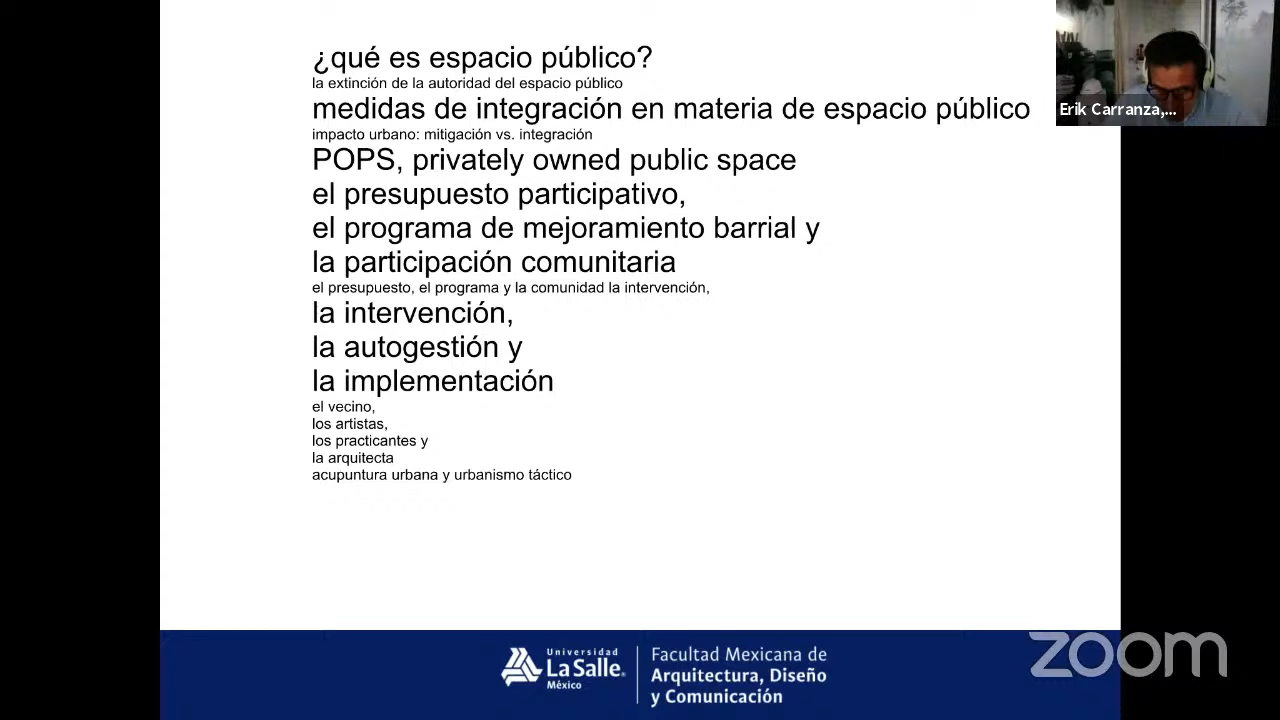 ¿qué es espacio público?
la extinción de la autoridad del espacio público
medidas de integración en materia de espacio público
impacto urbano: mitigación vs. integración
POPS, privately owned public space
el presupuesto participativo,
el programa de mejoramiento barrial y
la participación comunitaria
el presupuesto, el programa y la comunidad la intervención,
la intervención,
la autogestión y
la implementación
el vecino,
los artistas,
los practicantes y
la arquitecta
acupuntura urbana y urbanismo táctico
Erik Carranza,...
Universidad
La Salle®
México
Facultad Mexicana de
Arquitectura, Diseño
y Comunicación
zoom